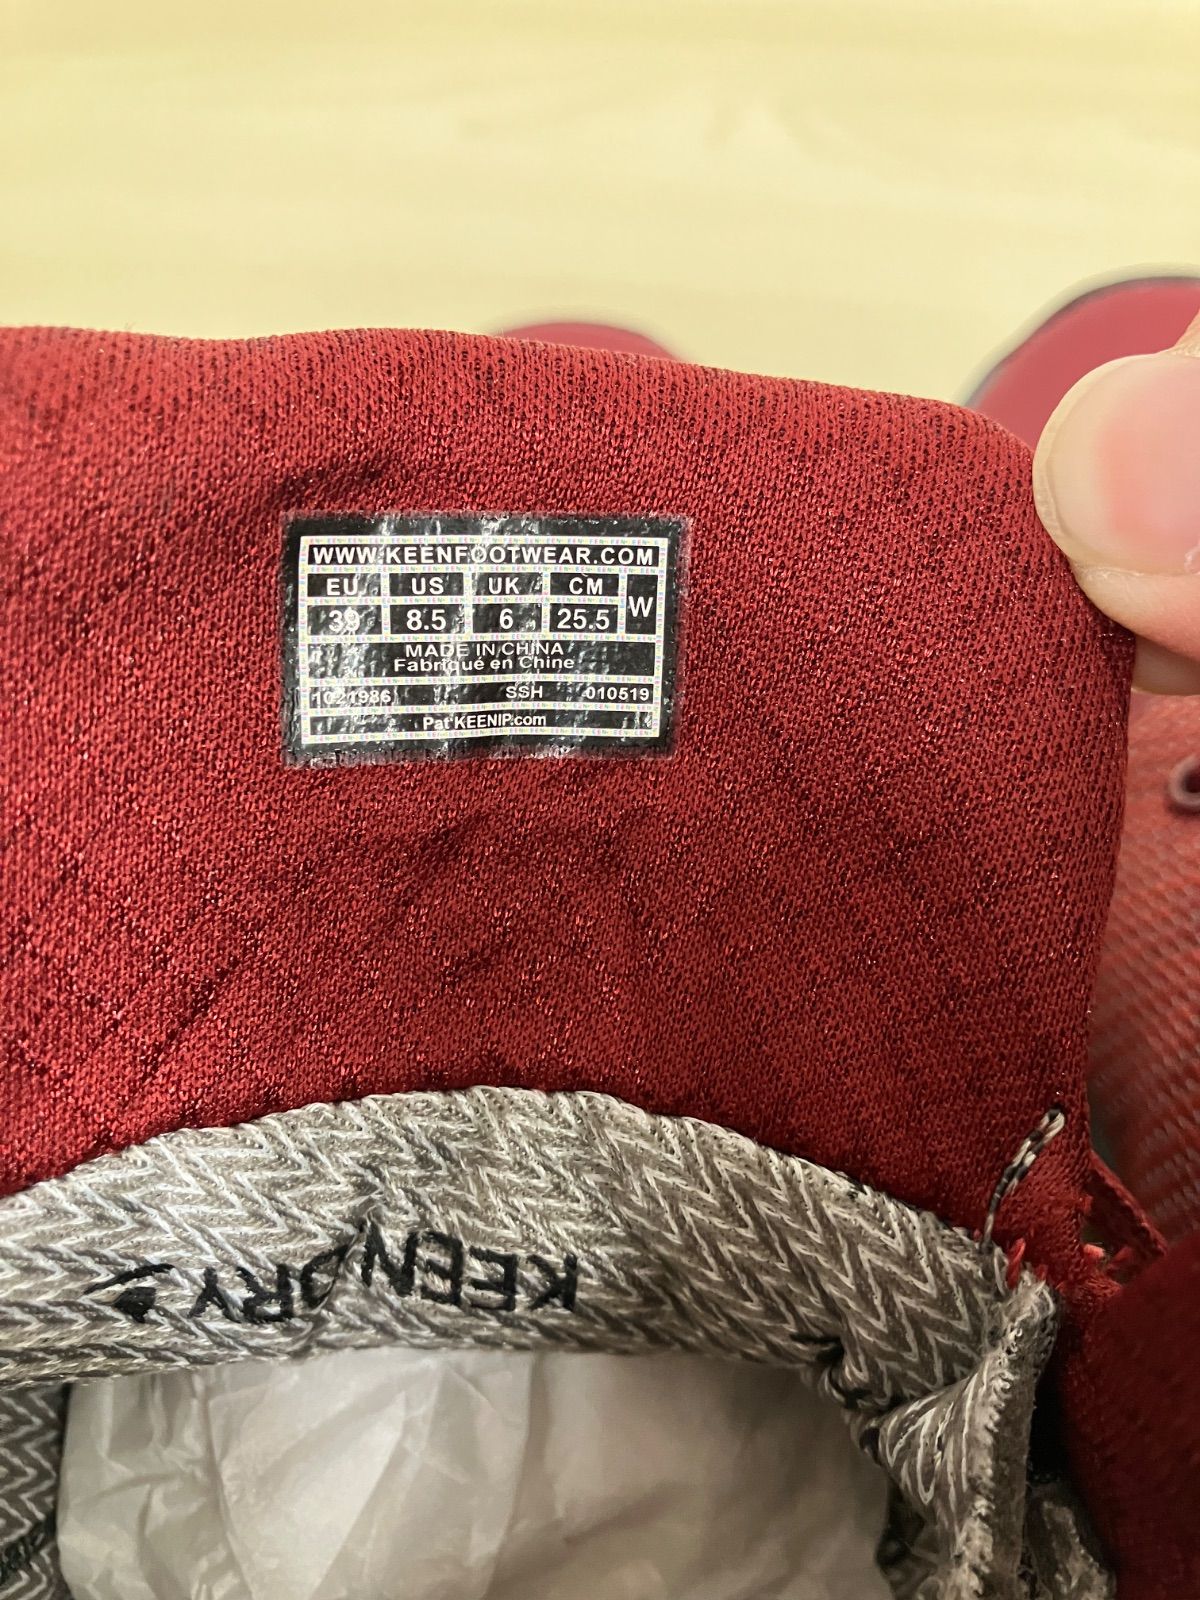 WWW.KEENFOOTWEAR.COM
EU US UK CM W
39 8.5 6 25.5
MADE IN CHINA
Fabriqué en Chine
1021986 SSH 010519
Pat KEENIP.com
KEEN.DRY